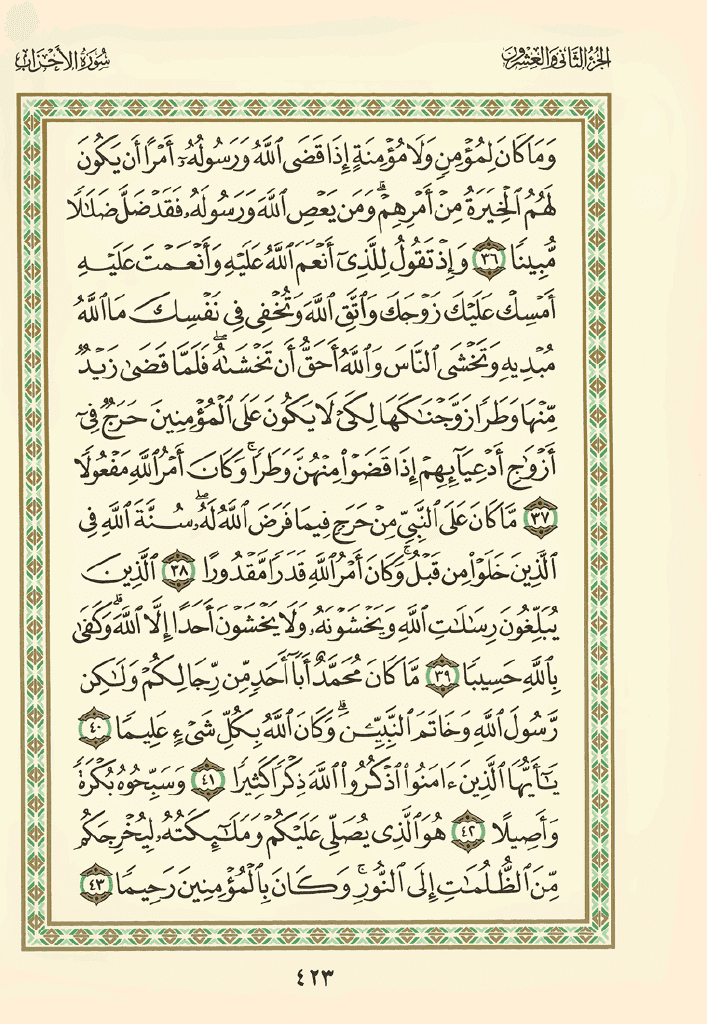 الجزء الثاني والعشرون
سورة الأحزاب
وَمَا كَانَ لِمُؤْمِنٍ وَلَا مُؤْمِنَةٍ إِذَا قَضَى ٱللَّهُ وَرَسُولُهُۥٓ أَمْرًا أَن يَكُونَ
لَهُمُ ٱلْخِيَرَةُ مِنْ أَمْرِهِمْ ۗ وَمَن يَعْصِ ٱللَّهَ وَرَسُولَهُۥ فَقَدْ ضَلَّ ضَلَٰلًا
مُّبِينًا ٣٦ وَإِذْ تَقُولُ لِلَّذِىٓ أَنْعَمَ ٱللَّهُ عَلَيْهِ وَأَنْعَمْتَ عَلَيْهِ
أَمْسِكْ عَلَيْكَ زَوْجَكَ وَٱتَّقِ ٱللَّهَ وَتُخْفِى فِى نَفْسِكَ مَا ٱللَّهُ
مُبْدِيهِ وَتَخْشَى ٱلنَّاسَ وَٱللَّهُ أَحَقُّ أَن تَخْشَىٰهُ ۖ فَلَمَّا قَضَىٰ زَيْدٌ
مِّنْهَا وَطَرًا زَوَّجْنَٰكَهَا لِكَىْ لَا يَكُونَ عَلَى ٱلْمُؤْمِنِينَ حَرَجٌ فِىٓ
أَزْوَٰجِ أَدْعِيَآئِهِمْ إِذَا قَضَوْا۟ مِنْهُنَّ وَطَرًا ۚ وَكَانَ أَمْرُ ٱللَّهِ مَفْعُولًا
٣٧ مَّا كَانَ عَلَى ٱلنَّبِىِّ مِنْ حَرَجٍ فِيمَا فَرَضَ ٱللَّهُ لَهُۥ ۖ سُنَّةَ ٱللَّهِ فِى
ٱلَّذِينَ خَلَوْا۟ مِن قَبْلُ ۚ وَكَانَ أَمْرُ ٱللَّهِ قَدَرًا مَّقْدُورًا ٣٨ ٱلَّذِينَ
يُبَلِّغُونَ رِسَٰلَٰتِ ٱللَّهِ وَيَخْشَوْنَهُۥ وَلَا يَخْشَوْنَ أَحَدًا إِلَّا ٱللَّهَ ۗ وَكَفَىٰ
بِٱللَّهِ حَسِيبًا ٣٩ مَّا كَانَ مُحَمَّدٌ أَبَآ أَحَدٍ مِّن رِّجَالِكُمْ وَلَٰكِن
رَّسُولَ ٱللَّهِ وَخَاتَمَ ٱلنَّبِيِّۦنَ ۗ وَكَانَ ٱللَّهُ بِكُلِّ شَىْءٍ عَلِيمًا ٤٠
يَٰٓأَيُّهَا ٱلَّذِينَ ءَامَنُوا۟ ٱذْكُرُوا۟ ٱللَّهَ ذِكْرًا كَثِيرًا ٤١ وَسَبِّحُوهُ بُكْرَةً
وَأَصِيلًا ٤٢ هُوَ ٱلَّذِى يُصَلِّى عَلَيْكُمْ وَمَلَٰٓئِكَتُهُۥ لِيُخْرِجَكُم
مِّنَ ٱلظُّلُمَٰتِ إِلَى ٱلنُّورِ ۚ وَكَانَ بِٱلْمُؤْمِنِينَ رَحِيمًا ٤٣
٤٢٣